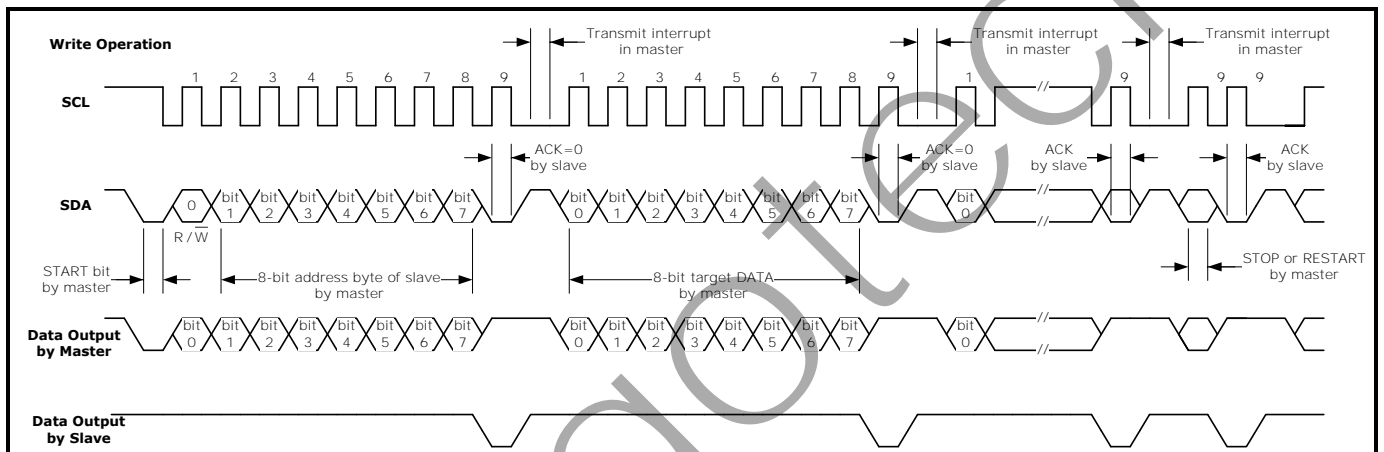 Write Operation
Transmit interrupt
in master
Transmit interrupt
in master
Transmit interrupt
in master
SCL
1 2 3 4 5 6 7 8 9 1 2 3 4 5 6 7 8 9 1 // 9 9 9
ACK=0
by slave
ACK=0
by slave
ACK
by slave
ACK
by slave
SDA
0 bit 1 bit 2 bit 3 bit 4 bit 5 bit 6 bit 7 bit 0 bit 1 bit 2 bit 3 bit 4 bit 5 bit 6 bit 7 bit 0 //
R/W
START bit
by master
8-bit address byte of slave
by master
8-bit target DATA
by master
STOP or RESTART
by master
Data Output
by Master
bit 0 bit 1 bit 2 bit 3 bit 4 bit 5 bit 6 bit 7 bit 0 bit 1 bit 2 bit 3 bit 4 bit 5 bit 6 bit 7 bit 0 //
Data Output
by Slave
//